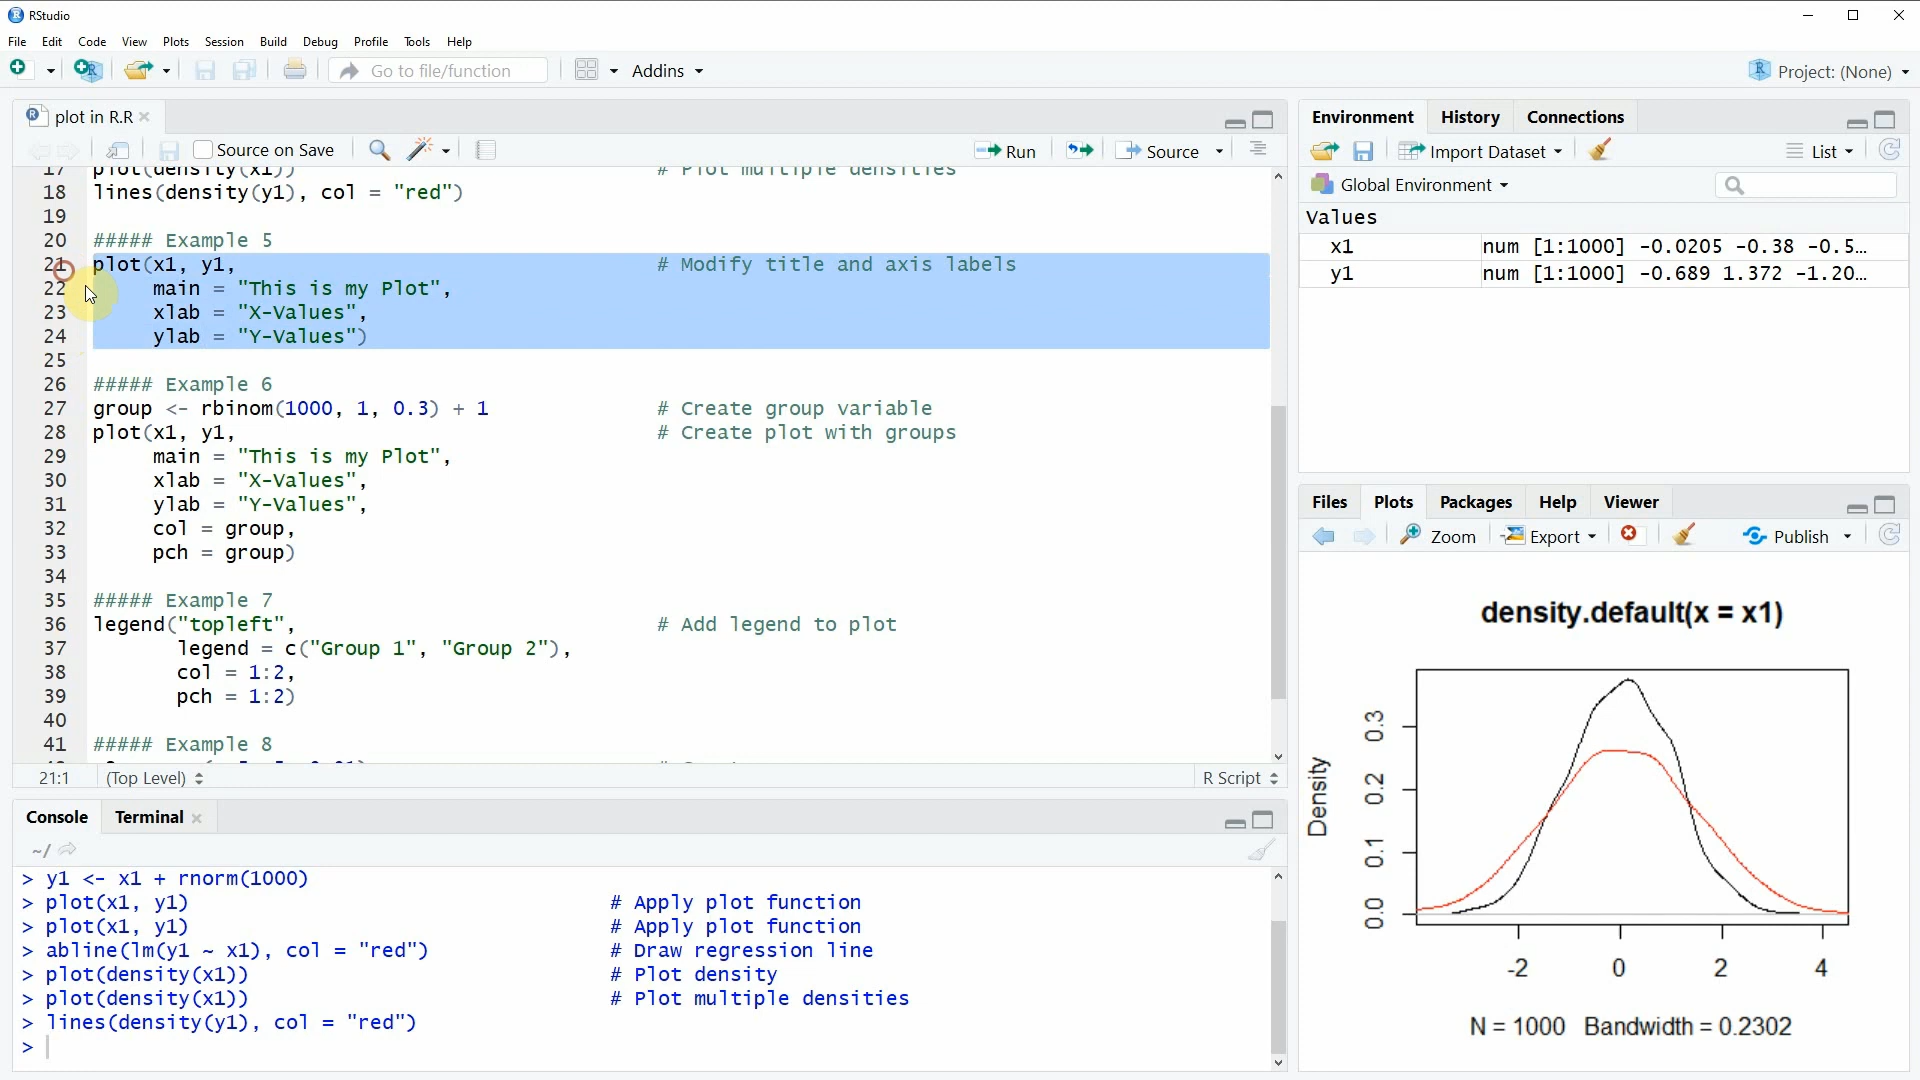 RStudio
File Edit Code View Plots Session Build Debug Profile Tools Help
Go to file/function Addins Project: (None)
plot in R.R
Source on Save Run Source
17 plot(density(x1)) # Plot multiple densities
18 lines(density(y1), col = "red")
19
20 ##### Example 5
21 plot(x1, y1, # Modify title and axis labels
22 main = "This is my Plot",
23 xlab = "X-Values",
24 ylab = "Y-Values")
25
26 ##### Example 6
27 group <- rbinom(1000, 1, 0.3) + 1 # Create group variable
28 plot(x1, y1, # Create plot with groups
29 main = "This is my Plot",
30 xlab = "X-Values",
31 ylab = "Y-Values",
32 col = group,
33 pch = group)
34
35 ##### Example 7
36 legend("topleft", # Add legend to plot
37 legend = c("Group 1", "Group 2"),
38 col = 1:2,
39 pch = 1:2)
40
41 ##### Example 8
21:1 (Top Level) R Script
Console Terminal
~/
> y1 <- x1 + rnorm(1000)
> plot(x1, y1) # Apply plot function
> plot(x1, y1) # Apply plot function
> abline(lm(y1 ~ x1), col = "red") # Draw regression line
> plot(density(x1)) # Plot density
> plot(density(x1)) # Plot multiple densities
> lines(density(y1), col = "red")
>
Environment History Connections
Import Dataset List
Global Environment
Values
x1 num [1:1000] -0.0205 -0.38 -0.5…
y1 num [1:1000] -0.689 1.372 -1.20…
Files Plots Packages Help Viewer
Zoom Export Publish
density.default(x = x1)
Density
0.3
0.2
0.1
0.0
-2 0 2 4
N = 1000 Bandwidth = 0.2302